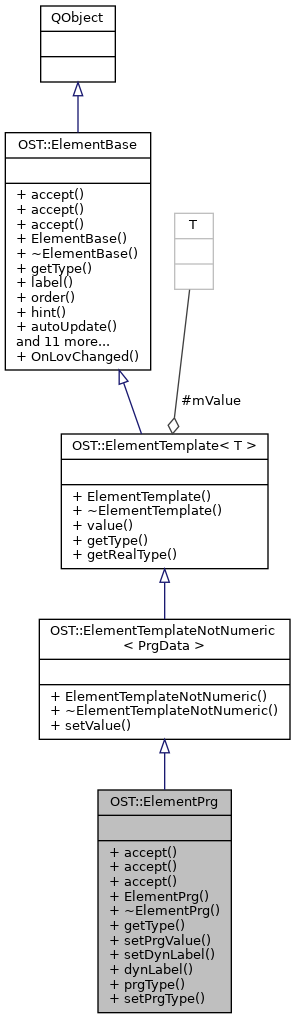 QObject
OST::ElementBase
+ accept()
+ accept()
+ accept()
+ ElementBase()
+ ~ElementBase()
+ getType()
+ label()
+ order()
+ hint()
+ autoUpdate()
and 11 more...
+ OnLovChanged()
T
#mValue
OST::ElementTemplate< T >
+ ElementTemplate()
+ ~ElementTemplate()
+ value()
+ getType()
+ getRealType()
OST::ElementTemplateNotNumeric
< PrgData >
+ ElementTemplateNotNumeric()
+ ~ElementTemplateNotNumeric()
+ setValue()
OST::ElementPrg
+ accept()
+ accept()
+ accept()
+ ElementPrg()
+ ~ElementPrg()
+ getType()
+ setPrgValue()
+ setDynLabel()
+ dynLabel()
+ prgType()
+ setPrgType()